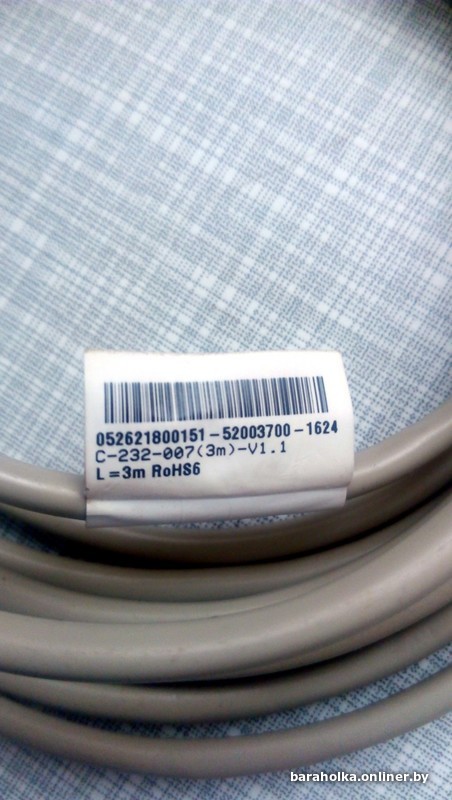 052621800151-52003700-1624
C-232-007(3m)-V1.1
L=3m RoHS6
baraholka.onliner.by